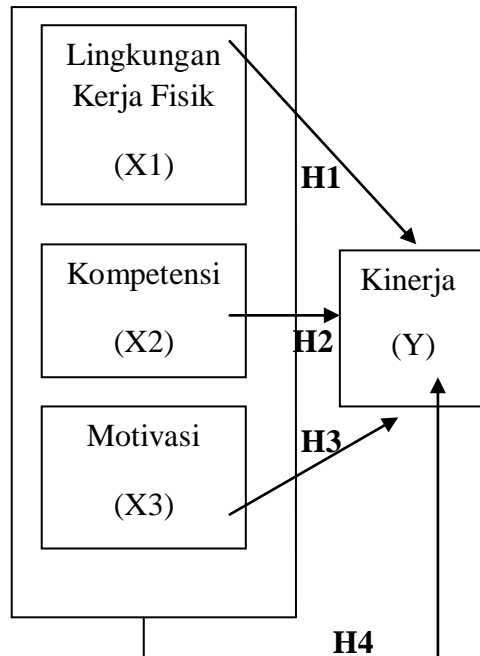 Lingkungan
Kerja Fisik
(X1)
H1
Kompetensi
(X2)
H2
Kinerja
(Y)
Motivasi
(X3)
H3
H4